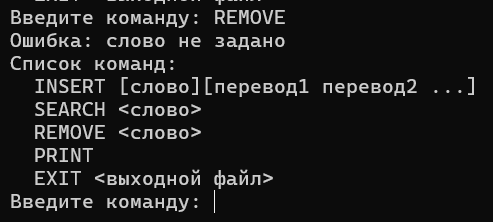 Введите команду: REMOVE
Ошибка: слово не задано
Список команд:
INSERT [слово][перевод1 перевод2 ...]
SEARCH <слово>
REMOVE <слово>
PRINT
EXIT <выходной файл>
Введите команду: